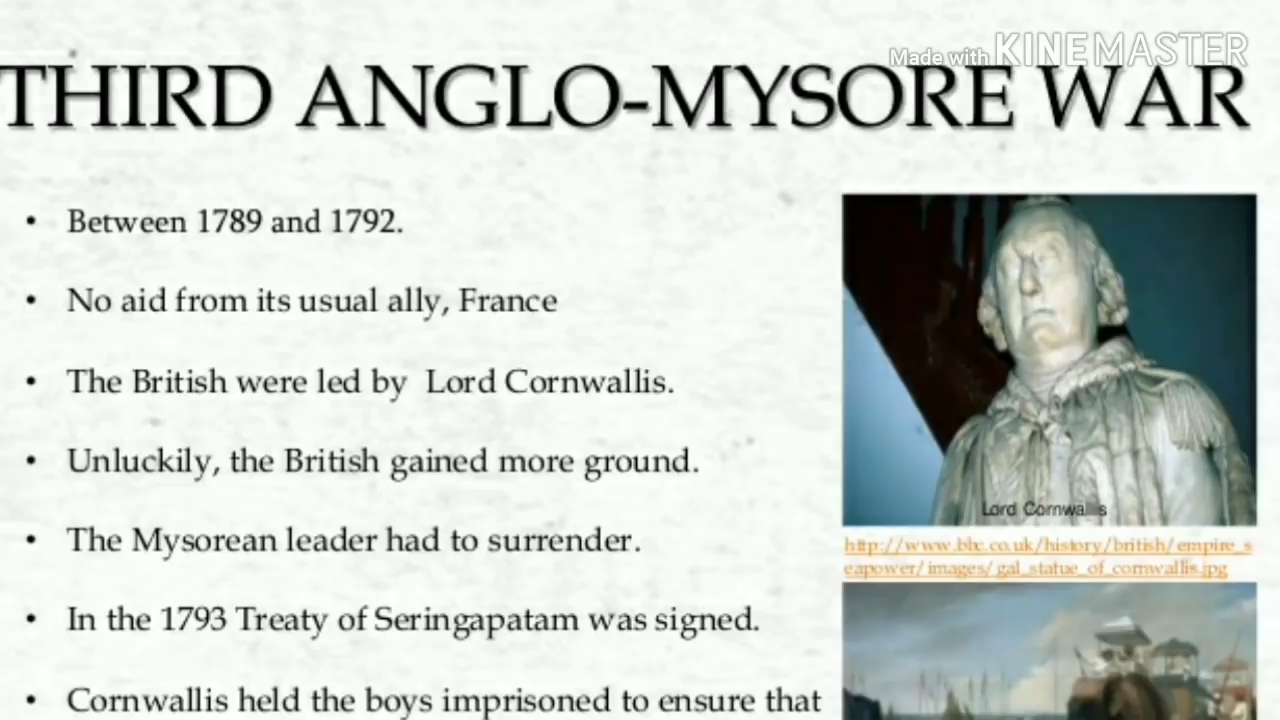 Made with KINEMASTER
THIRD ANGLO-MYSORE WAR
• Between 1789 and 1792.
• No aid from its usual ally, France
• The British were led by  Lord Cornwallis.
• Unluckily, the British gained more ground.
• The Mysorean leader had to surrender.
• In the 1793 Treaty of Seringapatam was signed.
• Cornwallis held the boys imprisoned to ensure that
Lord Cornwallis
http://www.bbc.co.uk/history/british/empire_s
eapower/images/gal_statue_of_cornwallis.jpg